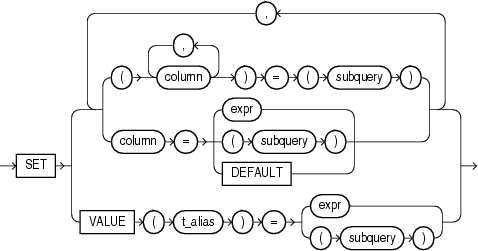 ,
,
( column ) = ( subquery )
expr
column = ( subquery )
DEFAULT
SET
VALUE ( t_alias ) = expr
( subquery )